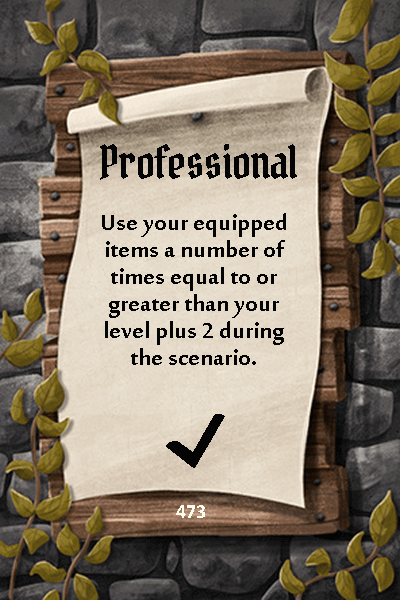 Professional
Use your equipped
items a number of
times equal to or
greater than your
level plus 2 during
the scenario.
473